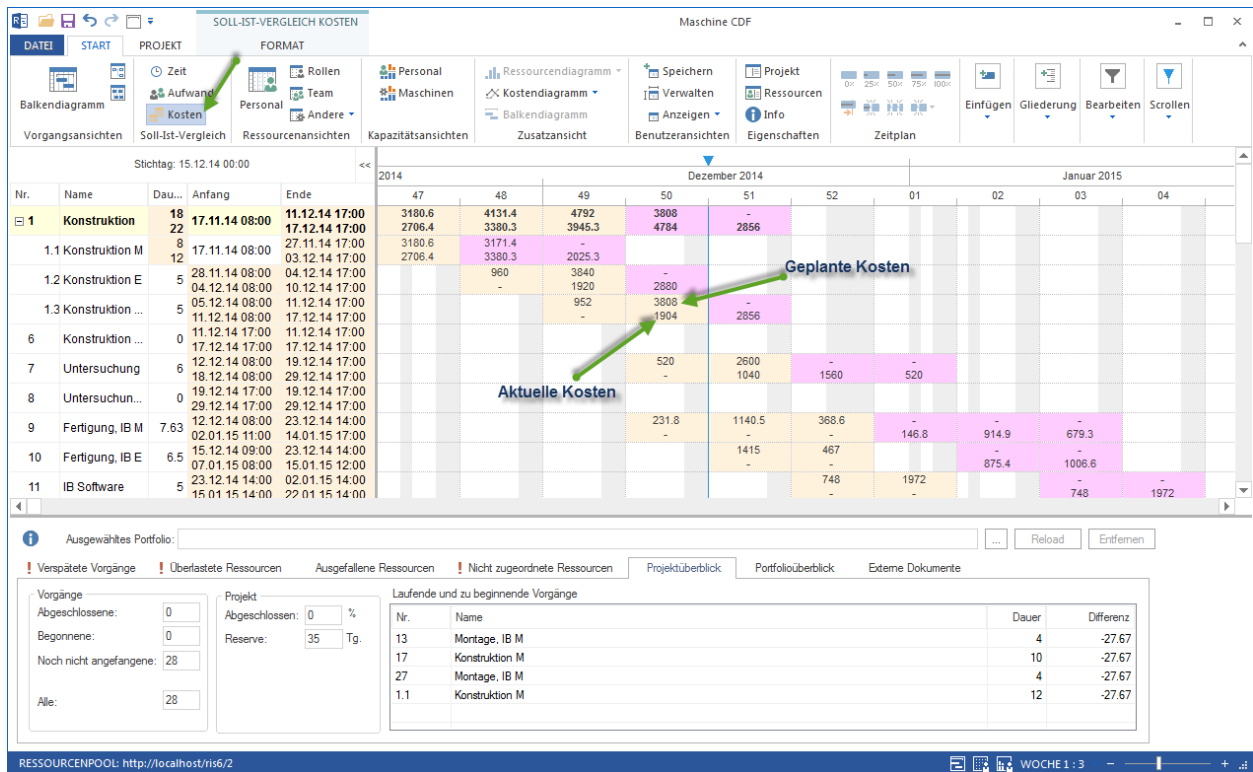 SOLL-IST-VERGLEICH KOSTEN Maschine CDF
DATEI START PROJEKT FORMAT
Balkendiagramm
Vorgangsansichten
Zeit
Aufwand
Kosten
Soll-Ist-Vergleich
Personal
Rollen
Team
Andere
Ressourcenansichten
Personal
Maschinen
Kapazitätsansichten
Ressourcendiagramm
Kostendiagramm
Balkendiagramm
Zusatzansicht
Speichern
Verwalten
Anzeigen
Benutzeransichten
Projekt
Ressourcen
Info
Eigenschaften
0% 25% 50% 75% 100%
Zeitplan
Einfügen
Gliederung
Bearbeiten
Scrollen
Stichtag: 15.12.14 00:00 <<
2014 Dezember 2014 Januar 2015
Nr. Name Dau... Anfang Ende 47 48 49 50 51 52 01 02 03 04
1 Konstruktion 18 17.11.14 08:00 11.12.14 17:00 3180.6 4131.4 4792 3808 -
22 17.12.14 17:00 2706.4 3380.3 3945.3 4784 2856
1.1 Konstruktion M 8 17.11.14 08:00 27.11.14 17:00 3180.6 3171.4 -
12 03.12.14 17:00 2706.4 3380.3 2025.3
1.2 Konstruktion E 5 28.11.14 08:00 04.12.14 17:00 960 3840 -
04.12.14 08:00 10.12.14 17:00 - 1920 2880
Geplante Kosten
1.3 Konstruktion ... 5 05.12.14 08:00 11.12.14 17:00 952 3808 -
11.12.14 08:00 17.12.14 17:00 - 1904 2856
6 Konstruktion ... 0 11.12.14 17:00 11.12.14 17:00
17.12.14 17:00 17.12.14 17:00
7 Untersuchung 6 12.12.14 08:00 19.12.14 17:00 520 2600 - -
18.12.14 08:00 29.12.14 17:00 - 1040 1560 520
Aktuelle Kosten
8 Untersuchun... 0 19.12.14 17:00 19.12.14 17:00
29.12.14 17:00 29.12.14 17:00
9 Fertigung, IB M 7.63 12.12.14 08:00 23.12.14 14:00 231.8 1140.5 368.6 - - -
02.01.15 11:00 14.01.15 17:00 - - - 146.8 914.9 679.3
10 Fertigung, IB E 6.5 15.12.14 09:00 23.12.14 14:00 1415 467 - -
07.01.15 08:00 15.01.15 12:00 - - 875.4 1006.6
11 IB Software 5 23.12.14 14:00 02.01.15 14:00 748 1972 - -
15.01.15 14:00 22.01.15 14:00 - - 748 1972
Ausgewähltes Portfolio: ... Reload Entfernen
! Verspätete Vorgänge ! Überlastete Ressourcen Ausgefallene Ressourcen ! Nicht zugeordnete Ressourcen Projektüberblick Portfolioüberblick Externe Dokumente
Vorgänge
Abgeschlossene: 0
Begonnene: 0
Noch nicht angefangene: 28
Alle: 28
Projekt
Abgeschlossen: 0 %
Reserve: 35 Tg.
Laufende und zu beginnende Vorgänge
Nr. Name Dauer Differenz
13 Montage, IB M 4 -27.67
17 Konstruktion M 10 -27.67
27 Montage, IB M 4 -27.67
1.1 Konstruktion M 12 -27.67
RESSOURCENPOOL: http://localhost/ris6/2 WOCHE 1 : 3